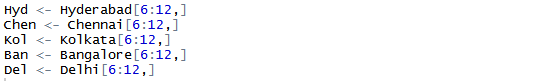 Hyd <- Hyderabad[6:12,]
Chen <- Chennai[6:12,]
Kol <- Kolkata[6:12,]
Ban <- Bangalore[6:12,]
Del <- Delhi[6:12,]